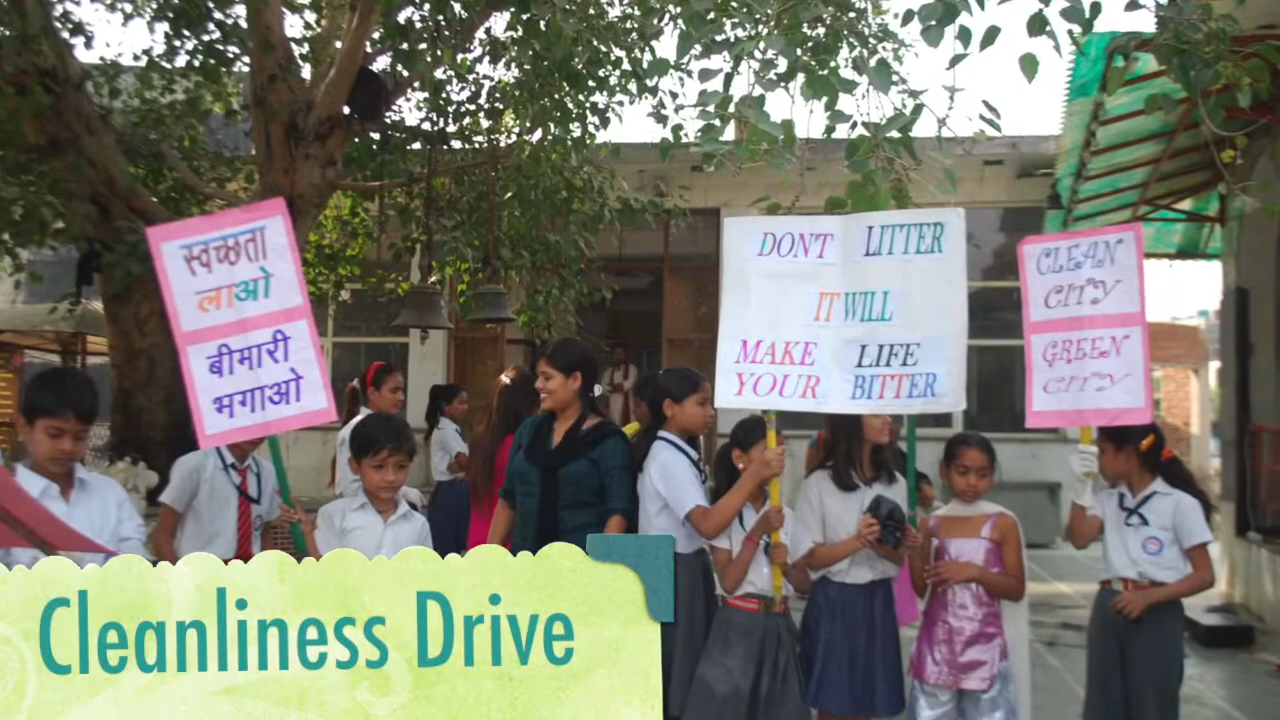 स्वच्छता
लाओ
बीमारी
भगाओ
DONT LITTER
IT WILL
MAKE LIFE
YOUR BITTER
CLEAN
CITY
GREEN
CITY
Cleanliness Drive